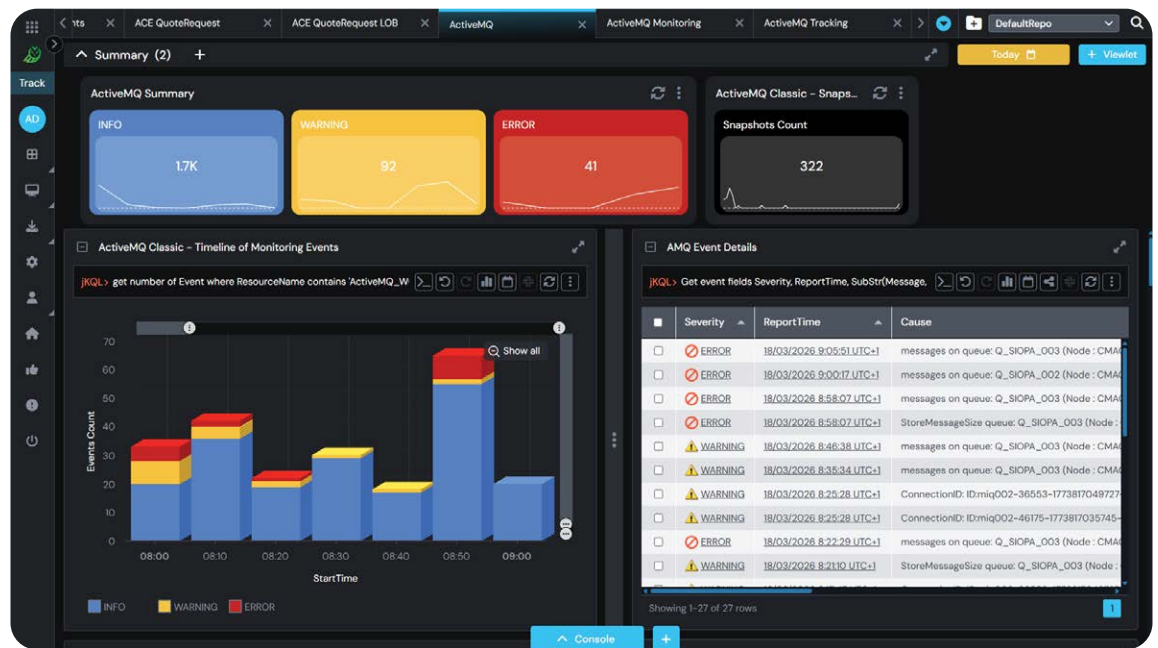 nts
ACE QuoteRequest
ACE QuoteRequest LOB
ActiveMQ
ActiveMQ Monitoring
ActiveMQ Tracking
DefaultRepo
Summary (2)
Today
+ Viewlet
Track
AD
ActiveMQ Summary
ActiveMQ Classic - Snaps...
INFO
WARNING
ERROR
Snapshots Count
1.7K
92
41
322
ActiveMQ Classic - Timeline of Monitoring Events
AMQ Event Details
jKQL> get number of Event where ResourceName contains 'ActiveMQ_W
jKQL> Get event fields Severity, ReportTime, SubStr(Message,
Show all
Events Count
70
60
50
40
30
20
10
0
08:00 08:10 08:20 08:30 08:40 08:50 09:00
StartTime
INFO WARNING ERROR
Severity ReportTime Cause
ERROR 18/03/2026 9:05:51 UTC+1 messages on queue: Q_SIOPA_003 (Node : CMA
ERROR 18/03/2026 9:00:17 UTC+1 messages on queue: Q_SIOPA_002 (Node : CMA
ERROR 18/03/2026 8:58:07 UTC+1 messages on queue: Q_SIOPA_003 (Node : CMA
ERROR 18/03/2026 8:58:07 UTC+1 StoreMessageSize queue: Q_SIOPA_003 (Node :
WARNING 18/03/2026 8:46:38 UTC+1 messages on queue: Q_SIOPA_003 (Node : CMA
WARNING 18/03/2026 8:35:34 UTC+1 messages on queue: Q_SIOPA_003 (Node : CMA
WARNING 18/03/2026 8:25:28 UTC+1 ConnectionID: ID:miq002-36553-1773817049727-
WARNING 18/03/2026 8:25:28 UTC+1 ConnectionID: ID:miq002-46175-1773817035745-
ERROR 18/03/2026 8:22:29 UTC+1 messages on queue: Q_SIOPA_003 (Node : CMA
WARNING 18/03/2026 8:21:10 UTC+1 StoreMessageSize queue: Q_SIOPA_003 (Node :
Showing 1-27 of 27 rows
1
Console